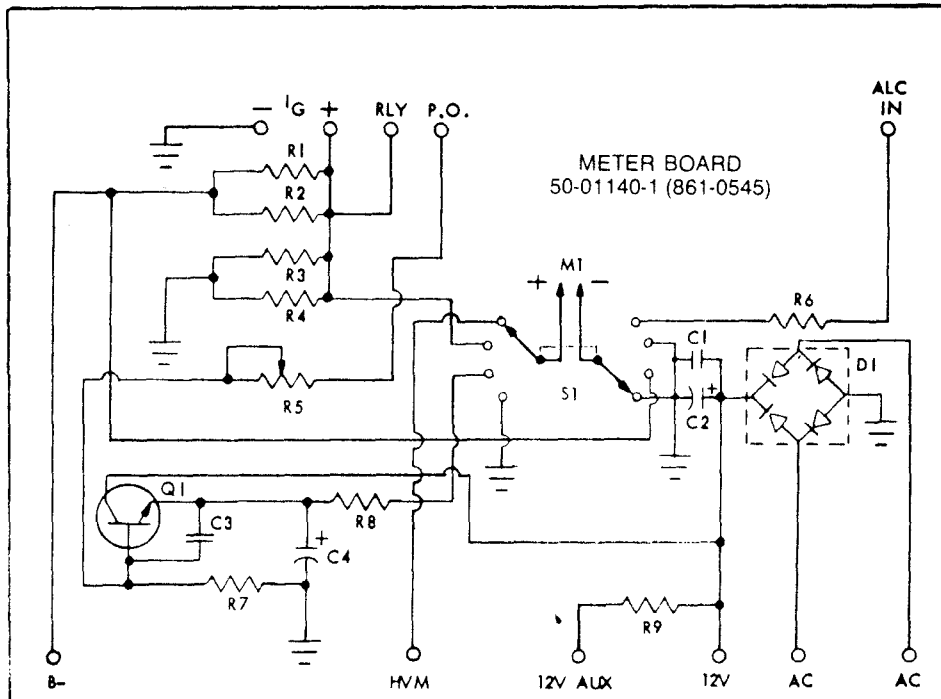 ALC
IN
− IG + RLY P.O.
R1
METER BOARD
50-01140-1 (861-0545)
R2
R3
+ M1 −
R6
R4
C1
D1
R5
S1
+
C2
Q1
C3
R8
+
C4
R7
R9
B- HVM 12V AUX 12V AC AC